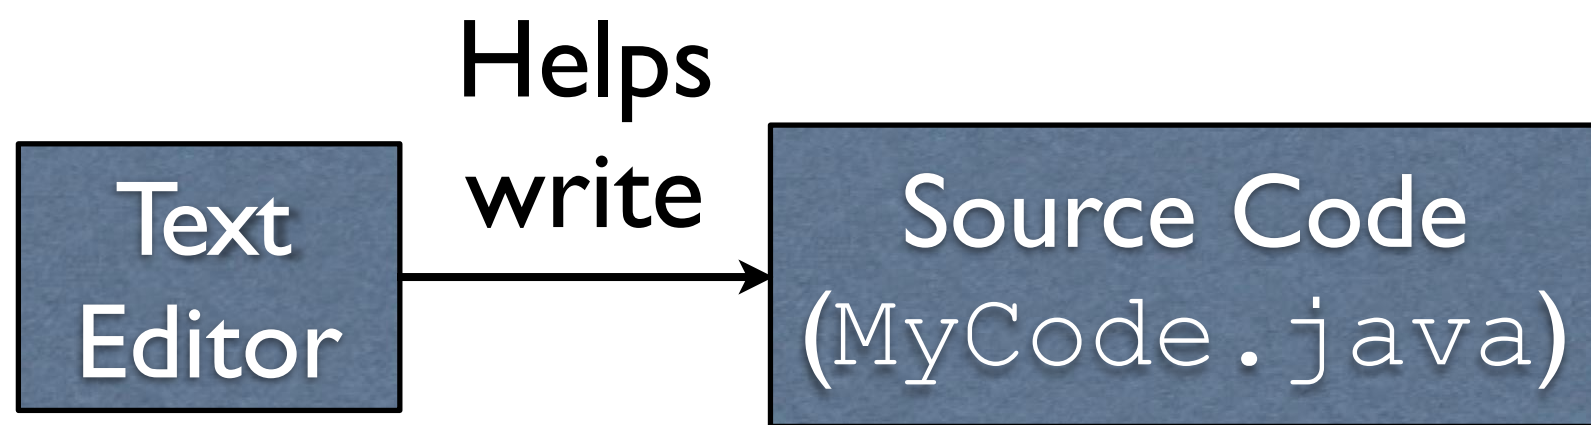 Text
Editor
Helps
write
Source Code
(MyCode.java)